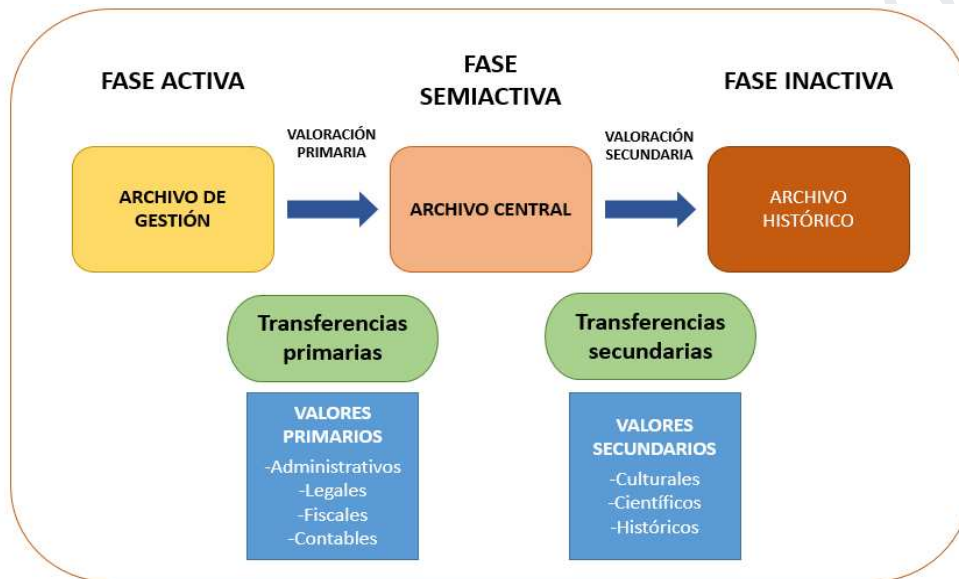 FASE ACTIVA
FASE
SEMIACTIVA
FASE INACTIVA
VALORACIÓN
PRIMARIA
VALORACIÓN
SECUNDARIA
ARCHIVO DE
GESTIÓN
ARCHIVO CENTRAL
ARCHIVO
HISTÓRICO
Transferencias
primarias
Transferencias
secundarias
VALORES
PRIMARIOS
-Administrativos
-Legales
-Fiscales
-Contables
VALORES
SECUNDARIOS
-Culturales
-Científicos
-Históricos